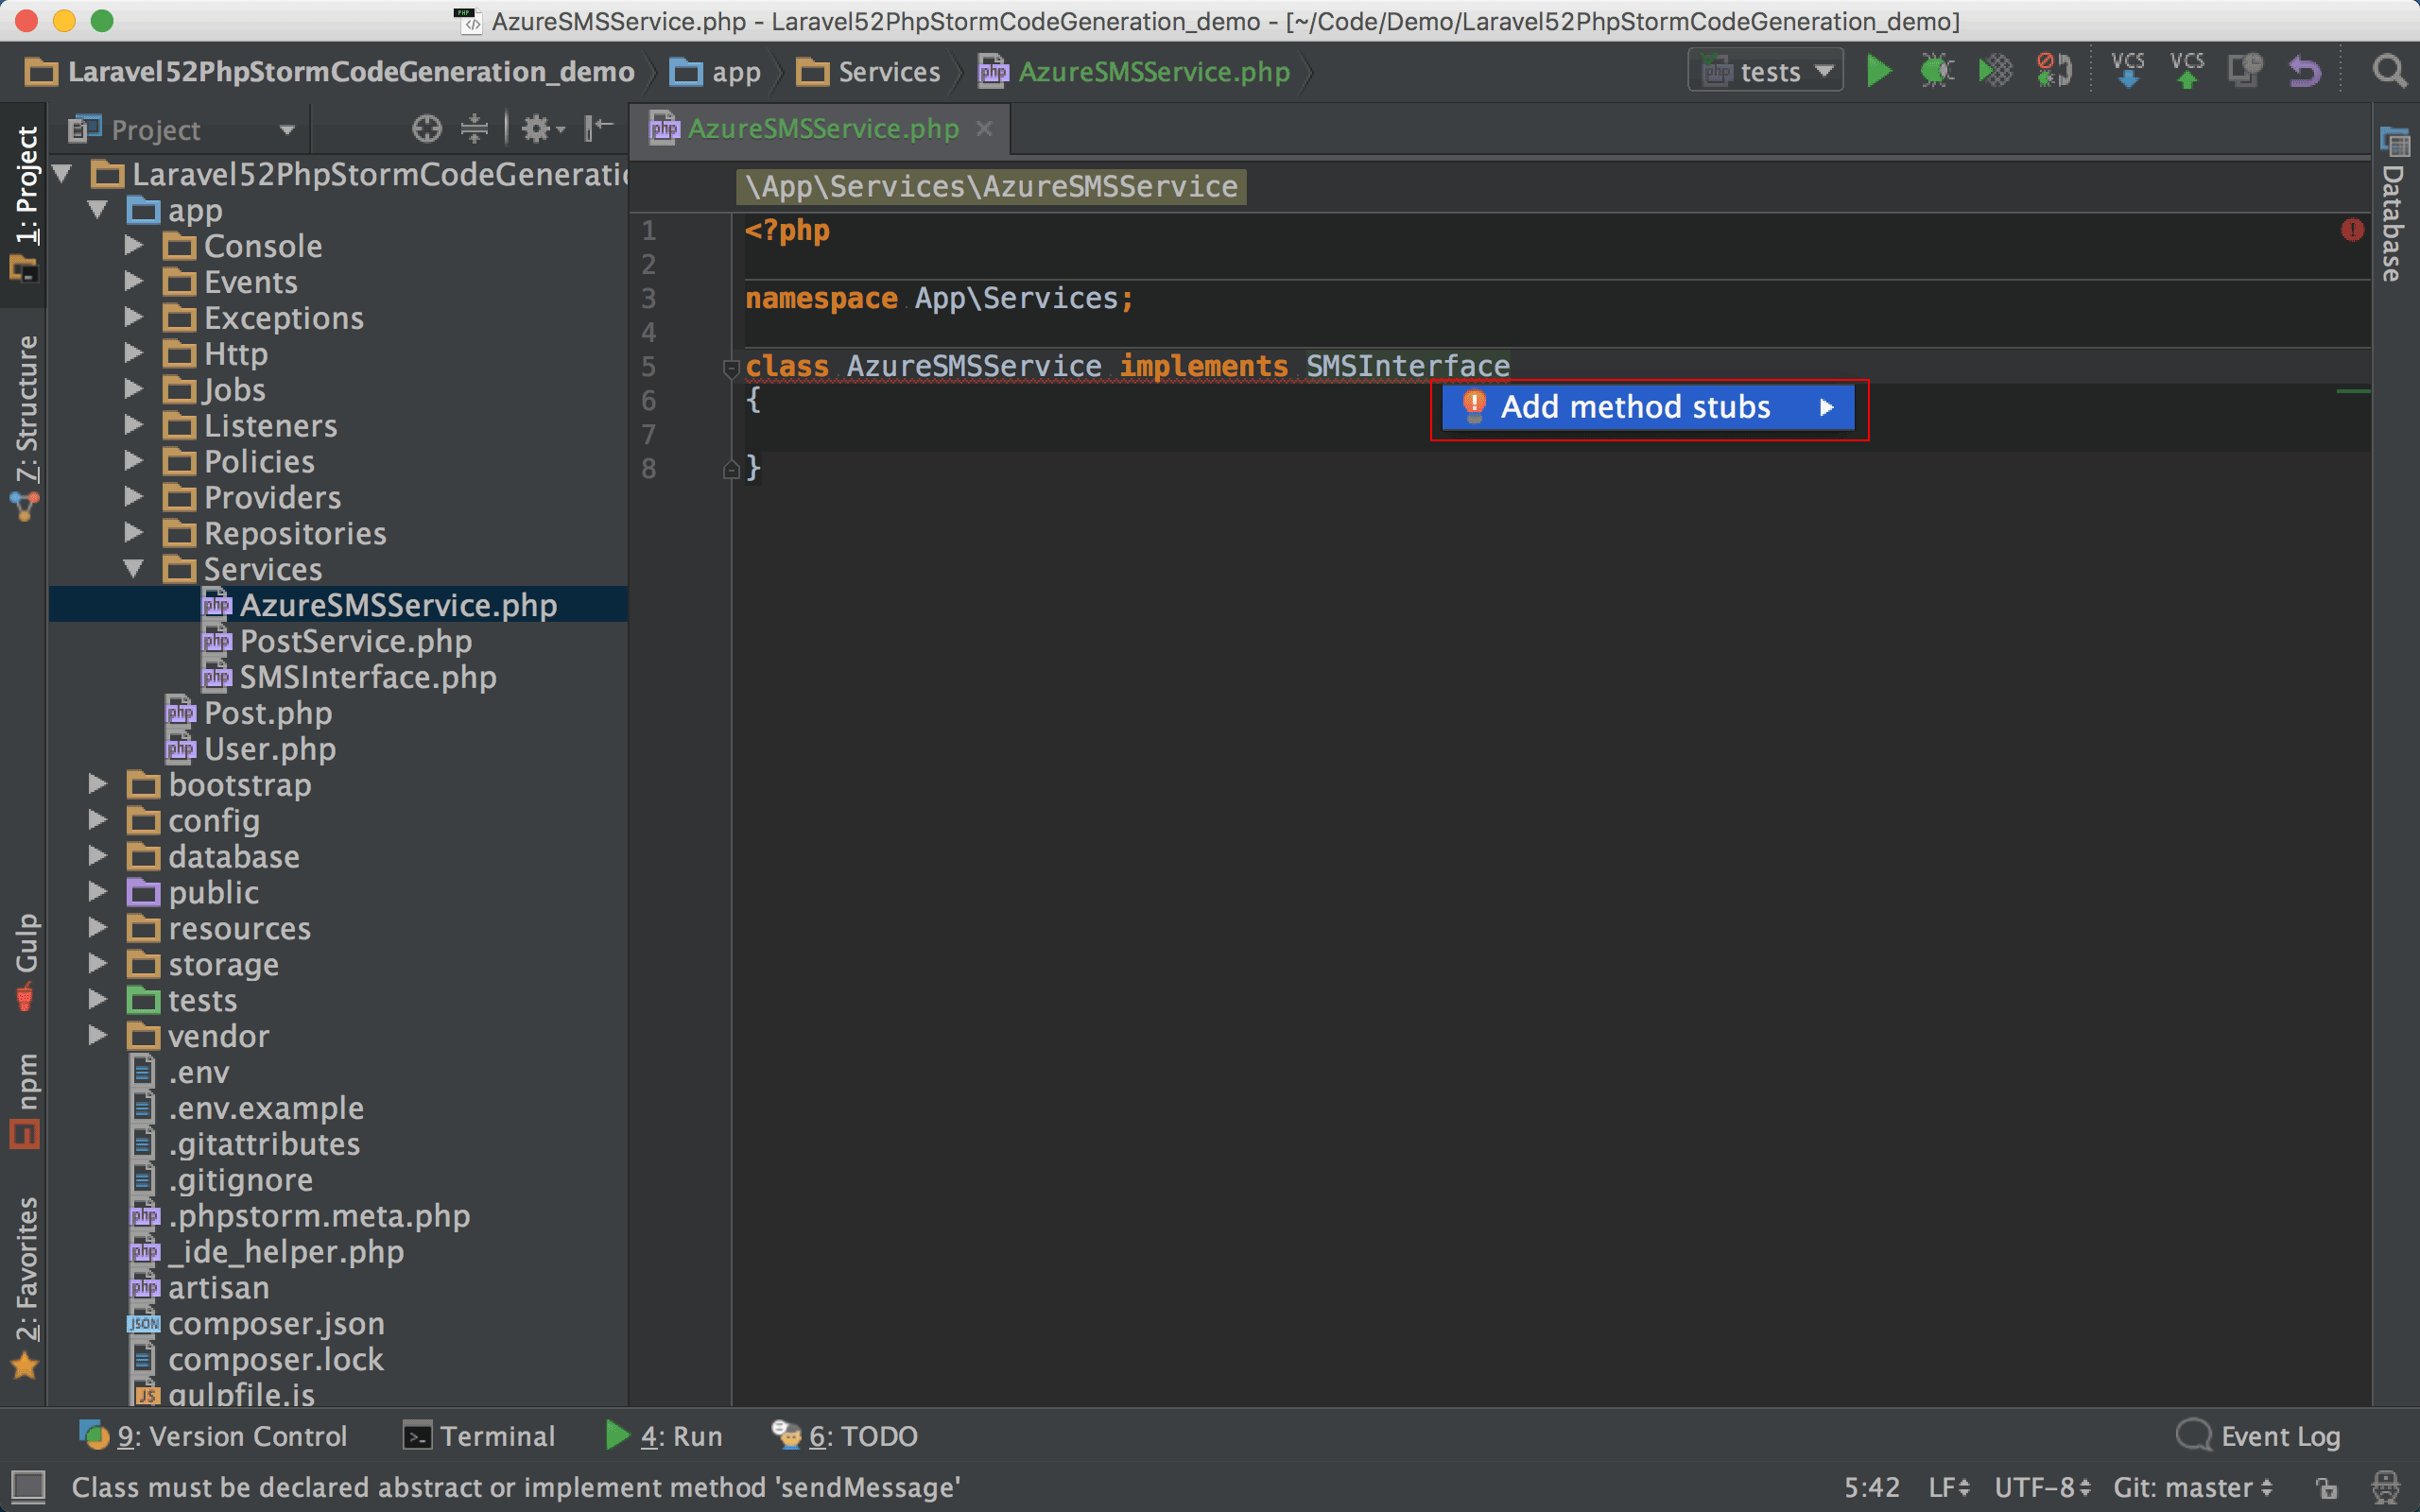 AzureSMSService.php - Laravel52PhpStormCodeGeneration_demo - [~/Code/Demo/Laravel52PhpStormCodeGeneration_demo]
Laravel52PhpStormCodeGeneration_demo app Services AzureSMSService.php tests VCS VCS
Project
AzureSMSService.php
1: Project
7: Structure
Gulp
npm
2: Favorites
Laravel52PhpStormCodeGeneratio
app
Console
Events
Exceptions
Http
Jobs
Listeners
Policies
Providers
Repositories
Services
AzureSMSService.php
PostService.php
SMSInterface.php
Post.php
User.php
bootstrap
config
database
public
resources
storage
tests
vendor
.env
.env.example
.gitattributes
.gitignore
.phpstorm.meta.php
_ide_helper.php
artisan
composer.json
composer.lock
gulpfile.js
\App\Services\AzureSMSService
1 <?php
2
3 namespace App\Services;
4
5 class AzureSMSService implements SMSInterface
6 {
7
8 }
Add method stubs
Database
9: Version Control Terminal 4: Run 6: TODO Event Log
Class must be declared abstract or implement method 'sendMessage' 5:42 LF UTF-8 Git: master